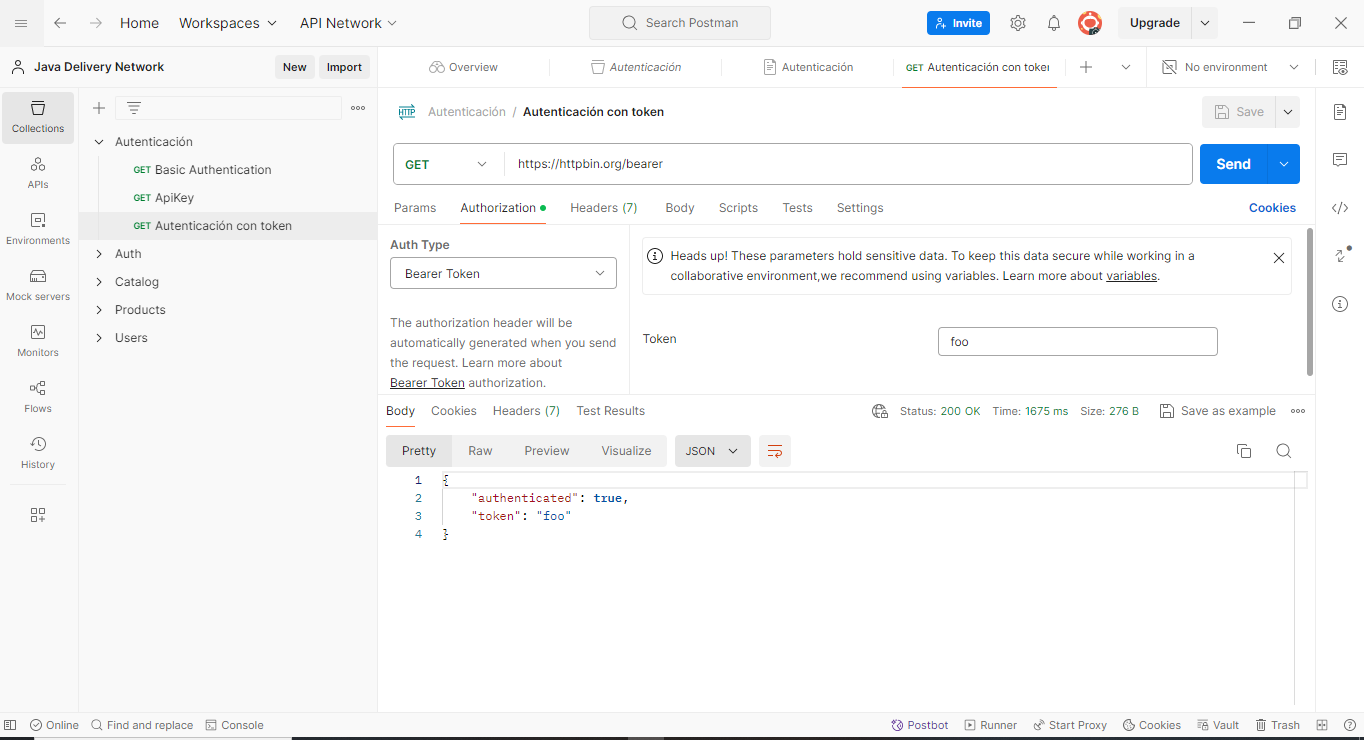 Home Workspaces API Network Search Postman Invite Upgrade
Java Delivery Network New Import
Overview Autenticación Autenticación GET Autenticación con token No environment
Collections
APIs
Environments
Mock servers
Monitors
Flows
History
Autenticación
GET Basic Authentication
GET ApiKey
GET Autenticación con token
Auth
Catalog
Products
Users
HTTP Autenticación / Autenticación con token Save
GET https://httpbin.org/bearer Send
Params Authorization Headers (7) Body Scripts Tests Settings Cookies
Auth Type
Bearer Token
The authorization header will be
automatically generated when you send
the request. Learn more about
Bearer Token authorization.
Heads up! These parameters hold sensitive data. To keep this data secure while working in a
collaborative environment,we recommend using variables. Learn more about variables.
Token foo
Body Cookies Headers (7) Test Results Status: 200 OK Time: 1675 ms Size: 276 B Save as example
Pretty Raw Preview Visualize JSON
1 {
2 "authenticated": true,
3 "token": "foo"
4 }
Online Find and replace Console Postbot Runner Start Proxy Cookies Vault Trash